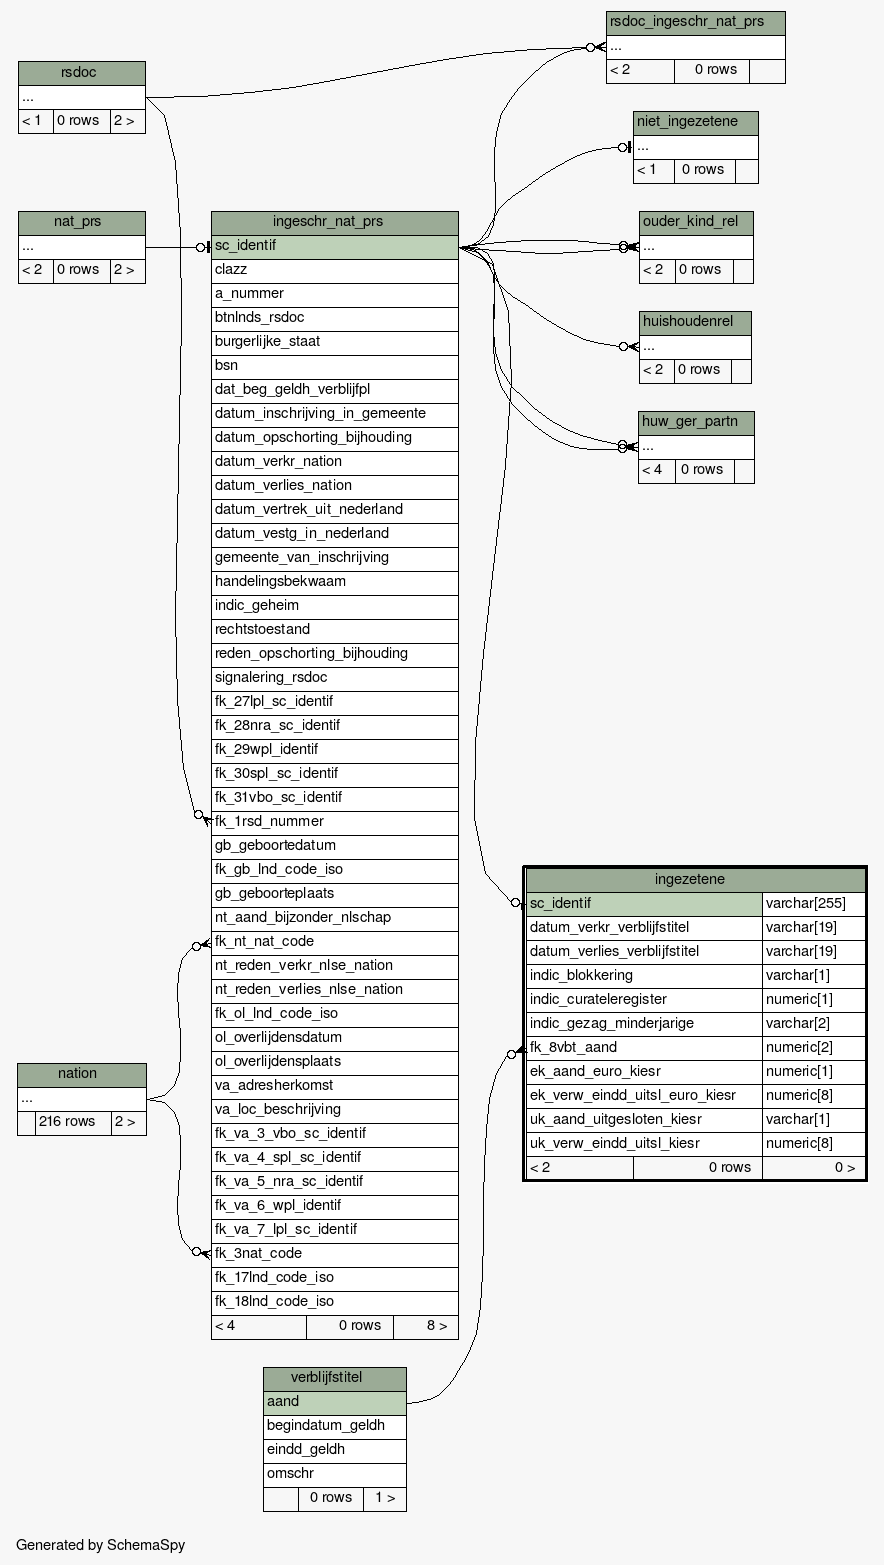 rsdoc_ingeschr_nat_prs
...
< 2 0 rows
rsdoc
...
< 1 0 rows 2 >
niet_ingezetene
...
< 1 0 rows
nat_prs
...
< 2 0 rows 2 >
ingeschr_nat_prs
sc_identif
clazz
a_nummer
btnlnds_rsdoc
burgerlijke_staat
bsn
dat_beg_geldh_verblijfpl
datum_inschrijving_in_gemeente
datum_opschorting_bijhouding
datum_verkr_nation
datum_verlies_nation
datum_vertrek_uit_nederland
datum_vestg_in_nederland
gemeente_van_inschrijving
handelingsbekwaam
indic_geheim
rechtstoestand
reden_opschorting_bijhouding
signalering_rsdoc
fk_27lpl_sc_identif
fk_28nra_sc_identif
fk_29wpl_identif
fk_30spl_sc_identif
fk_31vbo_sc_identif
fk_1rsd_nummer
gb_geboortedatum
fk_gb_lnd_code_iso
gb_geboorteplaats
nt_aand_bijzonder_nlschap
fk_nt_nat_code
nt_reden_verkr_nlse_nation
nt_reden_verlies_nlse_nation
fk_ol_lnd_code_iso
ol_overlijdensdatum
ol_overlijdensplaats
va_adresherkomst
va_loc_beschrijving
fk_va_3_vbo_sc_identif
fk_va_4_spl_sc_identif
fk_va_5_nra_sc_identif
fk_va_6_wpl_identif
fk_va_7_lpl_sc_identif
fk_3nat_code
fk_17lnd_code_iso
fk_18lnd_code_iso
< 4 0 rows 8 >
ouder_kind_rel
...
< 2 0 rows
huishoudenrel
...
< 2 0 rows
huw_ger_partn
...
< 4 0 rows
ingezetene
sc_identif varchar[255]
datum_verkr_verblijfstitel varchar[19]
datum_verlies_verblijfstitel varchar[19]
indic_blokkering varchar[1]
indic_curateleregister numeric[1]
indic_gezag_minderjarige varchar[2]
fk_8vbt_aand numeric[2]
ek_aand_euro_kiesr numeric[1]
ek_verw_eindd_uitsl_euro_kiesr numeric[8]
uk_aand_uitgesloten_kiesr varchar[1]
uk_verw_eindd_uitsl_kiesr numeric[8]
< 2 0 rows 0 >
nation
...
216 rows 2 >
verblijfstitel
aand
begindatum_geldh
eindd_geldh
omschr
0 rows 1 >
Generated by SchemaSpy